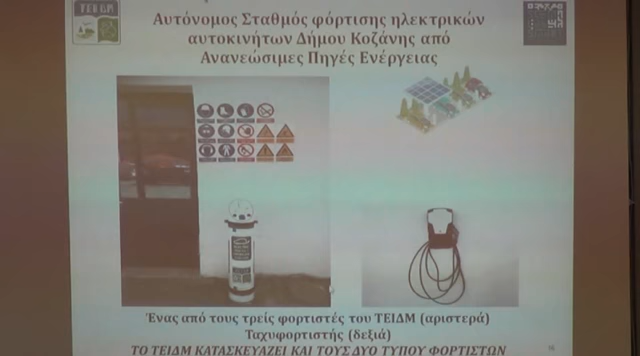 ΤΕΙΔΜ
Αυτόνομος Σταθμός φόρτισης ηλεκτρικών
αυτοκινήτων Δήμου Κοζάνης από
Ανανεώσιμες Πηγές Ενέργειας
Ένας από τους τρείς φορτιστές του ΤΕΙΔΜ (αριστερά)
Ταχυφορτιστής (δεξιά)
ΤΟ ΤΕΙΔΜ ΚΑΤΑΣΚΕΥΑΖΕΙ ΚΑΙ ΤΟΥΣ ΔΥΟ ΤΥΠΟΥ ΦΟΡΤΙΣΤΩΝ